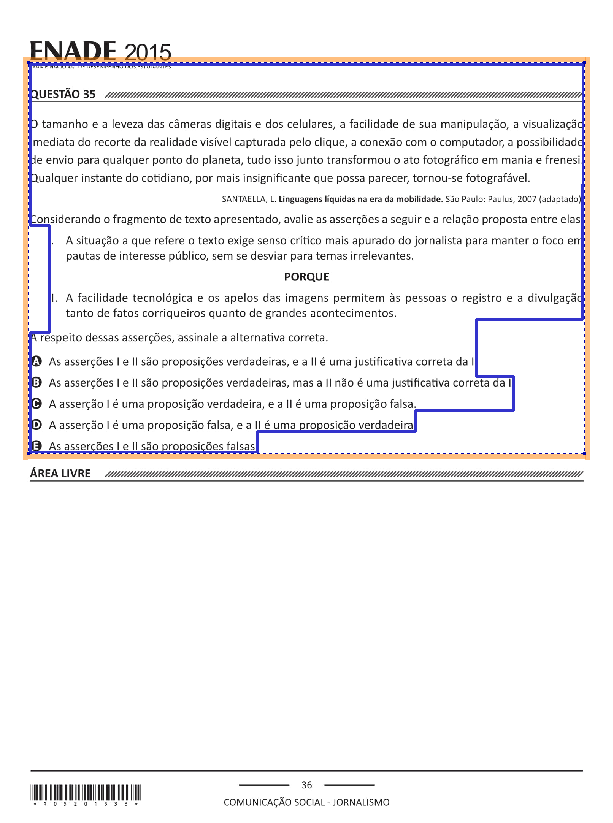 ENADE 2015
QUESTÃO 35
O tamanho e a leveza das câmeras digitais e dos celulares, a facilidade de sua manipulação, a visualização
imediata do recorte da realidade visível capturada pelo clique, a conexão com o computador, a possibilidade
de envio para qualquer ponto do planeta, tudo isso junto transformou o ato fotográfico em mania e frenesi.
Qualquer instante do cotidiano, por mais insignificante que possa parecer, tornou-se fotografável.
SANTAELLA, L. Linguagens líquidas na era da mobilidade. São Paulo: Paulus, 2007 (adaptado)
Considerando o fragmento de texto apresentado, avalie as asserções a seguir e a relação proposta entre elas
. A situação a que refere o texto exige senso crítico mais apurado do jornalista para manter o foco em
pautas de interesse público, sem se desviar para temas irrelevantes.
PORQUE
I. A facilidade tecnológica e os apelos das imagens permitem às pessoas o registro e a divulgação
tanto de fatos corriqueiros quanto de grandes acontecimentos.
A respeito dessas asserções, assinale a alternativa correta.
A As asserções I e II são proposições verdadeiras, e a II é uma justificativa correta da I
B As asserções I e II são proposições verdadeiras, mas a II não é uma justificativa correta da I
C A asserção I é uma proposição verdadeira, e a II é uma proposição falsa.
D A asserção I é uma proposição falsa, e a II é uma proposição verdadeira
E As asserções I e II são proposições falsas
ÁREA LIVRE
36
COMUNICAÇÃO SOCIAL - JORNALISMO